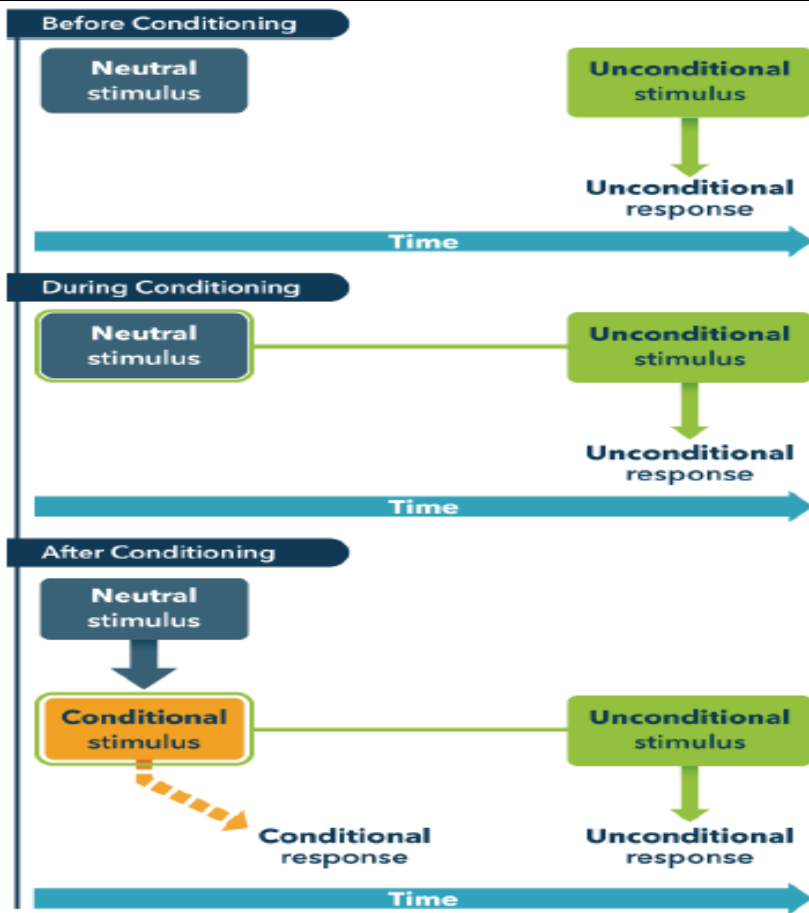 Before Conditioning
Neutral
stimulus
Unconditional
stimulus
Unconditional
response
Time
During Conditioning
Neutral
stimulus
Unconditional
stimulus
Unconditional
response
Time
After Conditioning
Neutral
stimulus
Conditional
stimulus
Unconditional
stimulus
Conditional
response
Unconditional
response
Time